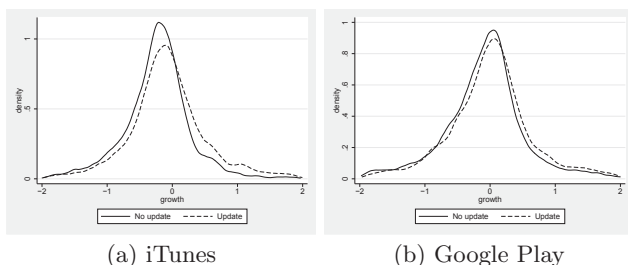 1
.5
0
density
−2 −1 0 1 2
growth
No update Update
(a) iTunes
1
.8
.6
.4
.2
0
density
−2 −1 0 1 2
growth
No update Update
(b) Google Play